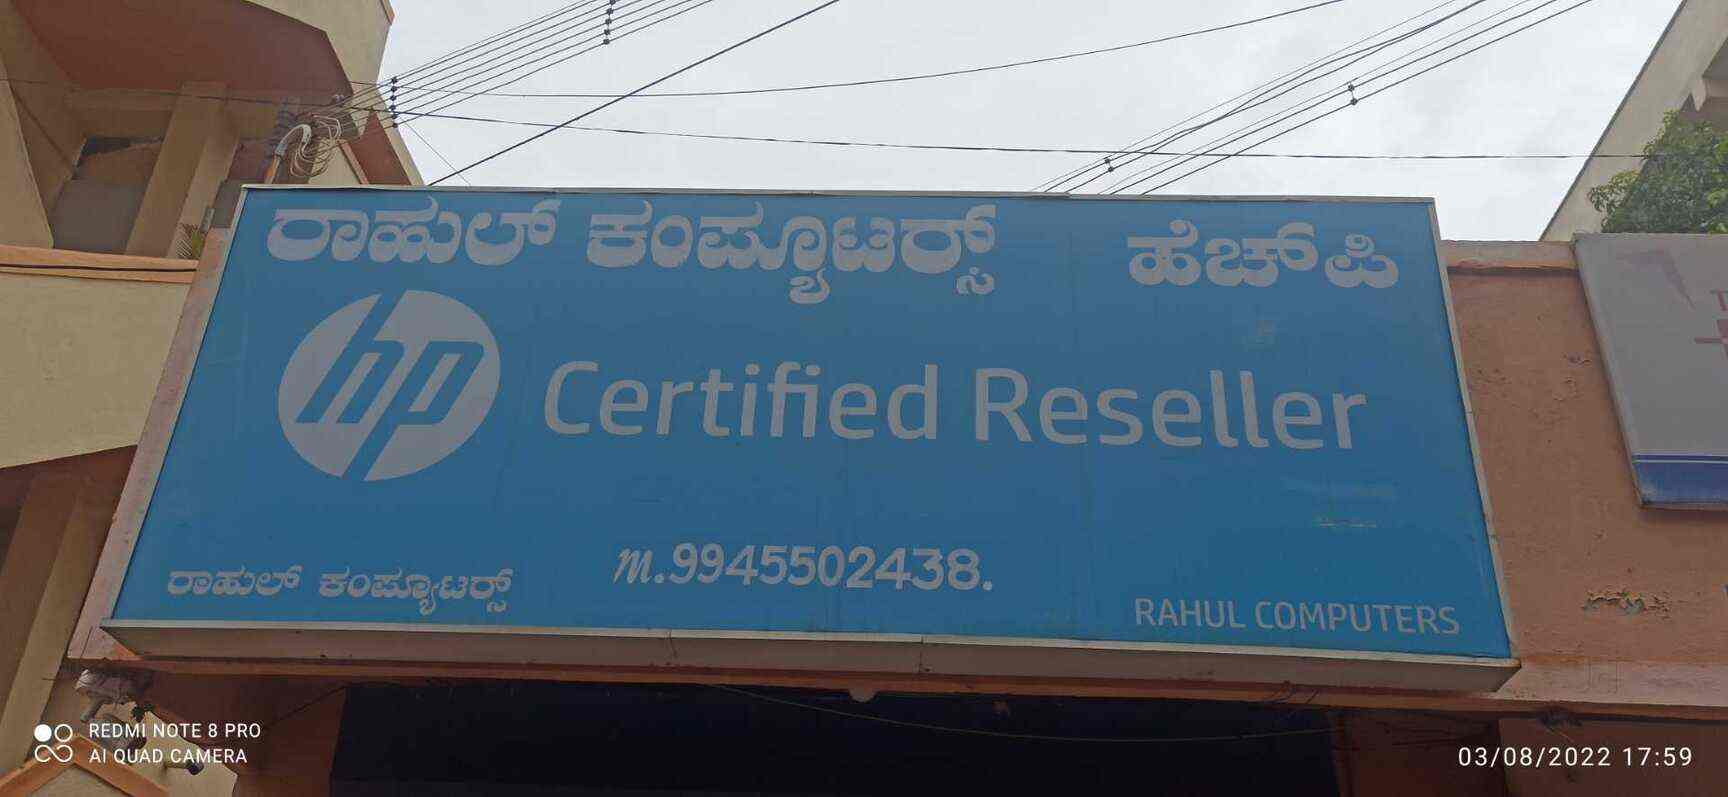 ರಾಹುಲ್ ಕಂಪ್ಯೂಟರ್ಸ್ ಹೆಚ್‌ಪಿ
hp Certified Reseller
m.9945502438.
ರಾಹುಲ್ ಕಂಪ್ಯೂಟರ್ಸ್ RAHUL COMPUTERS
REDMI NOTE 8 PRO
AI QUAD CAMERA
03/08/2022 17:59